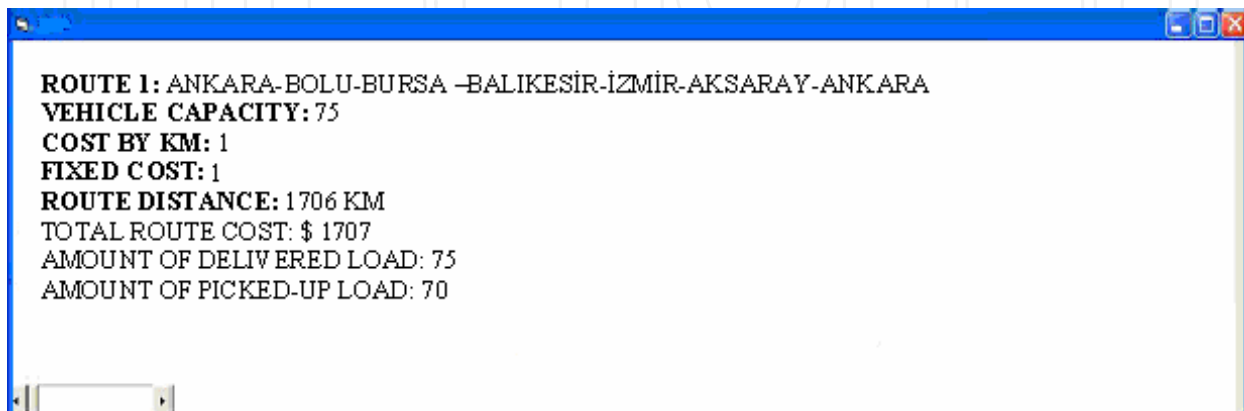 ROUTE 1: ANKARA-BOLU-BURSA –BALIKESİR-İZMİR-AKSARAY-ANKARA
VEHICLE CAPACITY: 75
COST BY KM: 1
FIXED COST: 1
ROUTE DISTANCE: 1706 KM
TOTAL ROUTE COST: $ 1707
AMOUNT OF DELIVERED LOAD: 75
AMOUNT OF PICKED-UP LOAD: 70